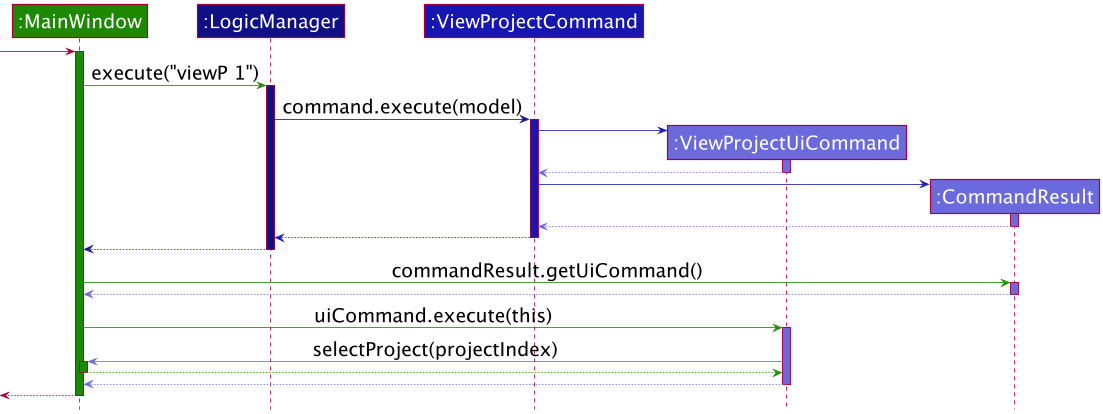 :MainWindow
:LogicManager
:ViewProjectCommand
execute("viewP 1")
command.execute(model)
:ViewProjectUiCommand
:CommandResult
commandResult.getUiCommand()
uiCommand.execute(this)
selectProject(projectIndex)